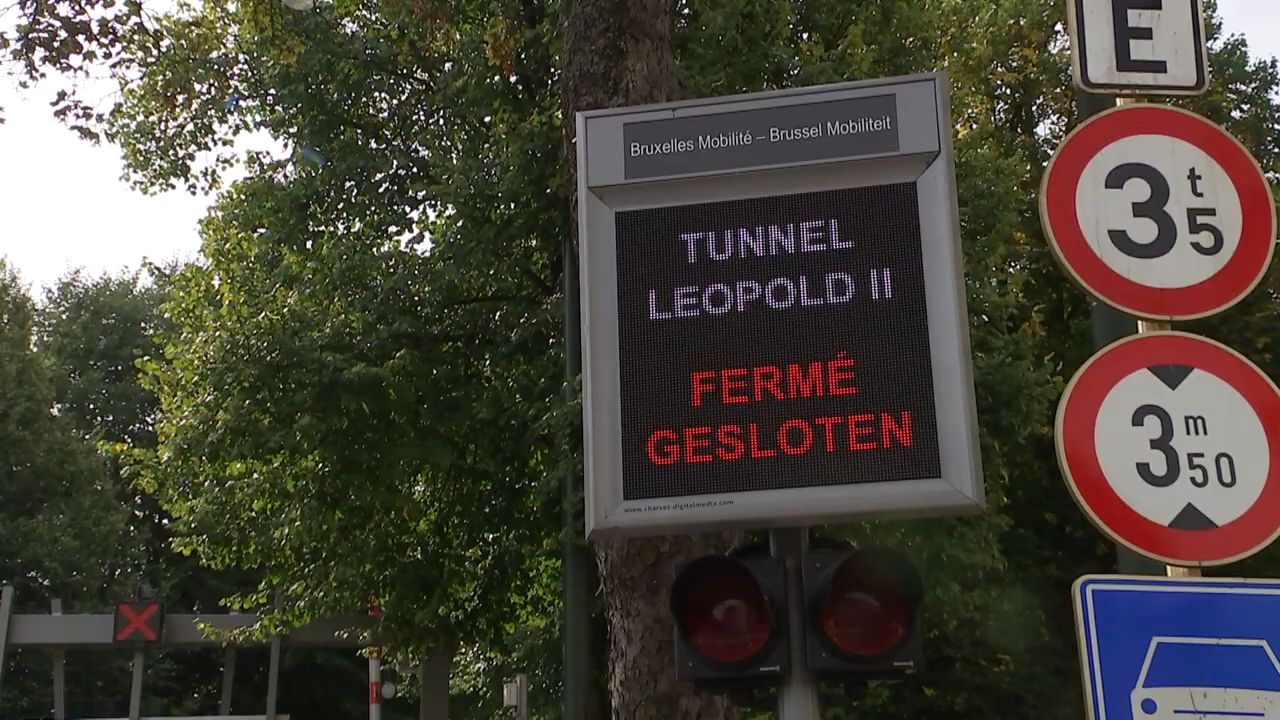 Bruxelles Mobilité – Brussel Mobiliteit
TUNNEL
LEOPOLD II
FERMÉ
GESLOTEN
www.charvet.digitalmedia.com
E
3 t 5
3 m 50